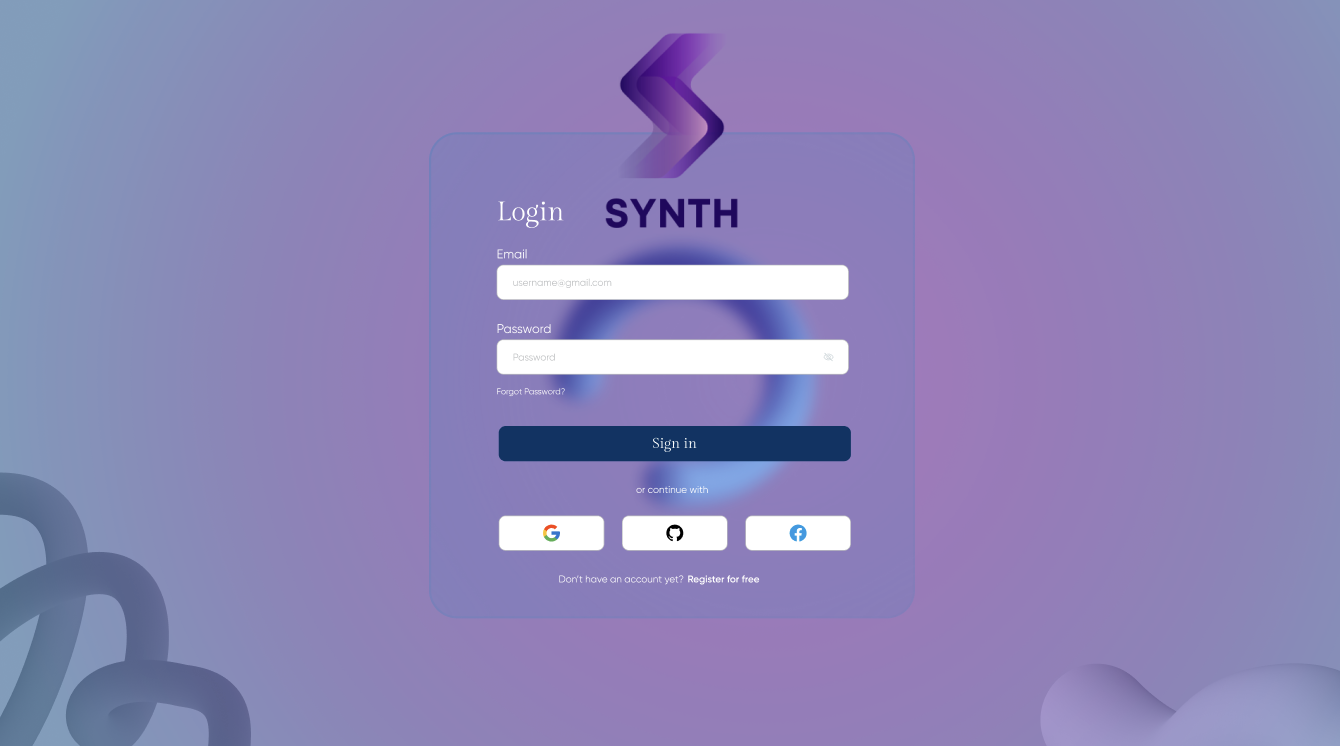 Login
SYNTH
Email
username@gmail.com
Password
Password
Forgot Password?
Sign in
or continue with
Don't have an account yet? Register for free